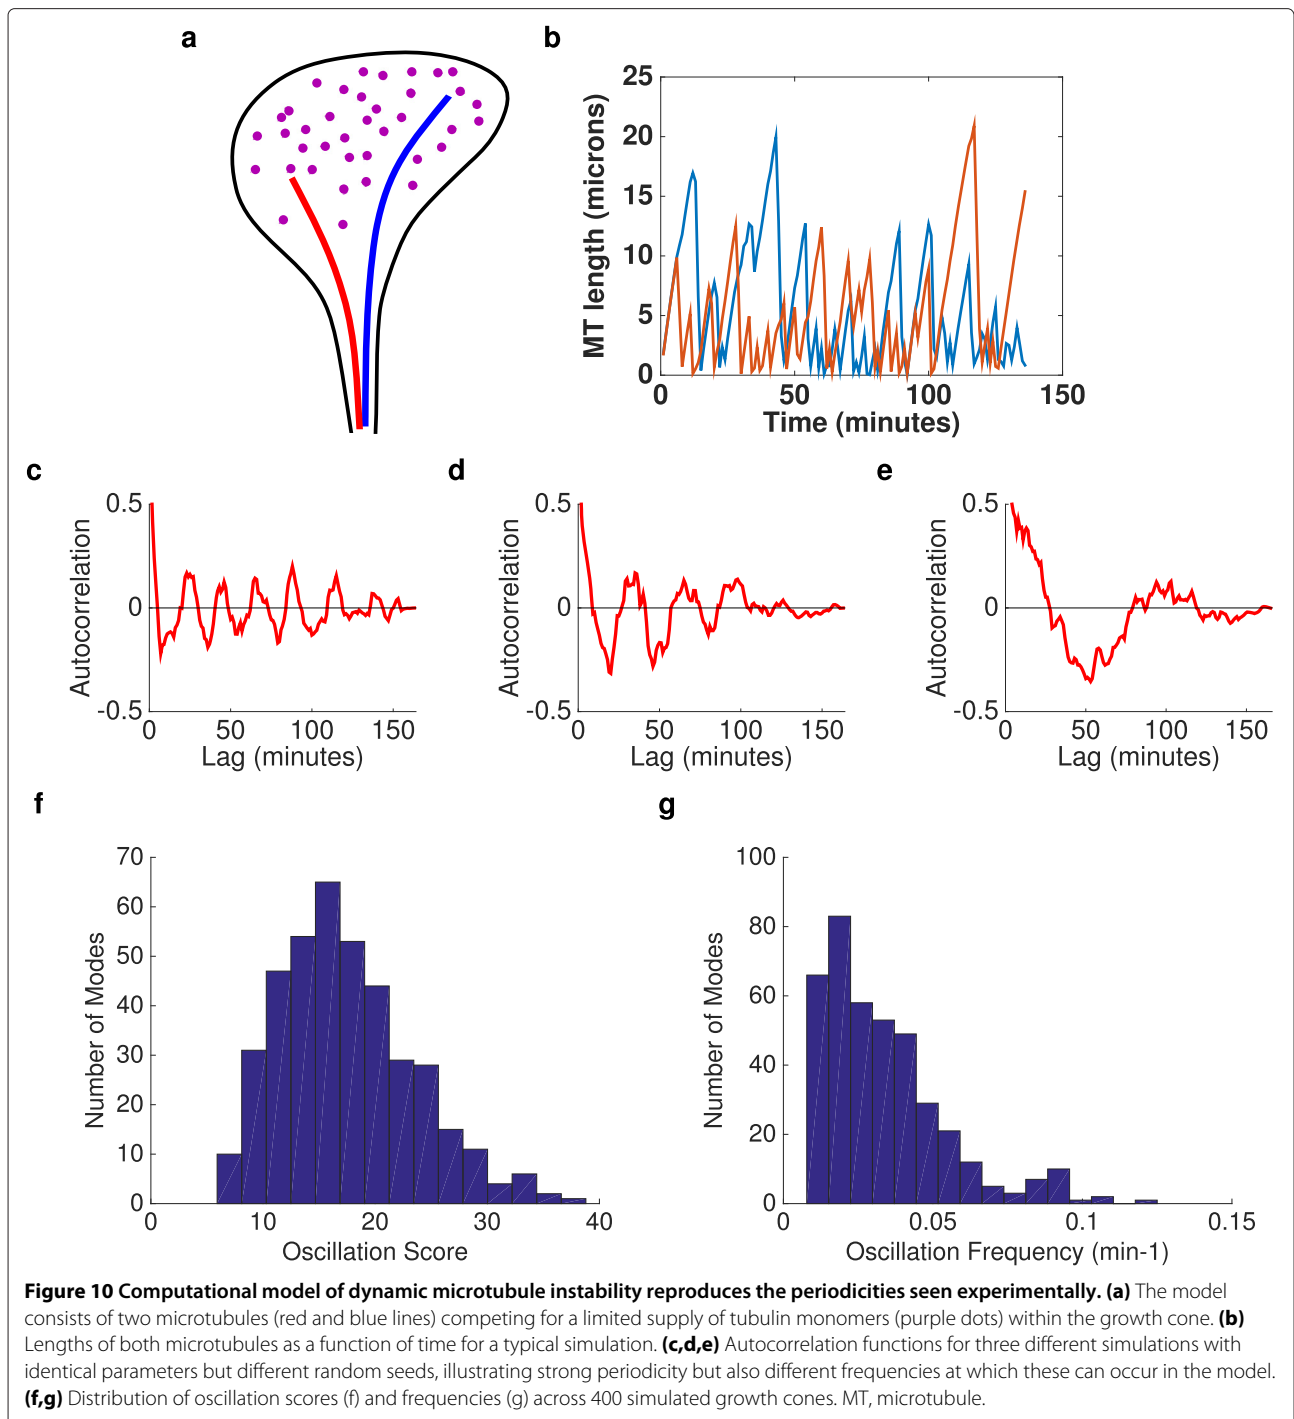 a
b
25
20
15
10
5
0
MT length (microns)
0
50
100
150
Time (minutes)
c
d
e
0.5
0
-0.5
Autocorrelation
0
50
100
150
Lag (minutes)
0.5
0
-0.5
Autocorrelation
0
50
100
150
Lag (minutes)
0.5
0
-0.5
Autocorrelation
0
50
100
150
Lag (minutes)
f
g
70
60
50
40
30
20
10
0
Number of Modes
0
10
20
30
40
Oscillation Score
100
80
60
40
20
0
Number of Modes
0
0.05
0.1
0.15
Oscillation Frequency (min-1)
Figure 10 Computational model of dynamic microtubule instability reproduces the periodicities seen experimentally. (a) The model
consists of two microtubules (red and blue lines) competing for a limited supply of tubulin monomers (purple dots) within the growth cone. (b)
Lengths of both microtubules as a function of time for a typical simulation. (c,d,e) Autocorrelation functions for three different simulations with
identical parameters but different random seeds, illustrating strong periodicity but also different frequencies at which these can occur in the model.
(f,g) Distribution of oscillation scores (f) and frequencies (g) across 400 simulated growth cones. MT, microtubule.